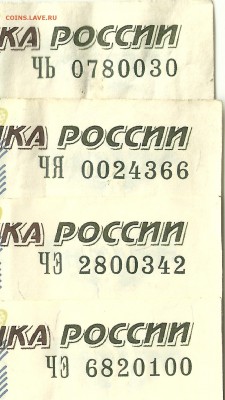 COINS.LAVE.RU
КА РОССИИ
ЧЬ 0780030
КА РОССИИ
ЧЯ 0024366
КА РОССИИ
ЧЭ 2800342
КА РОССИИ
ЧЭ 6820100